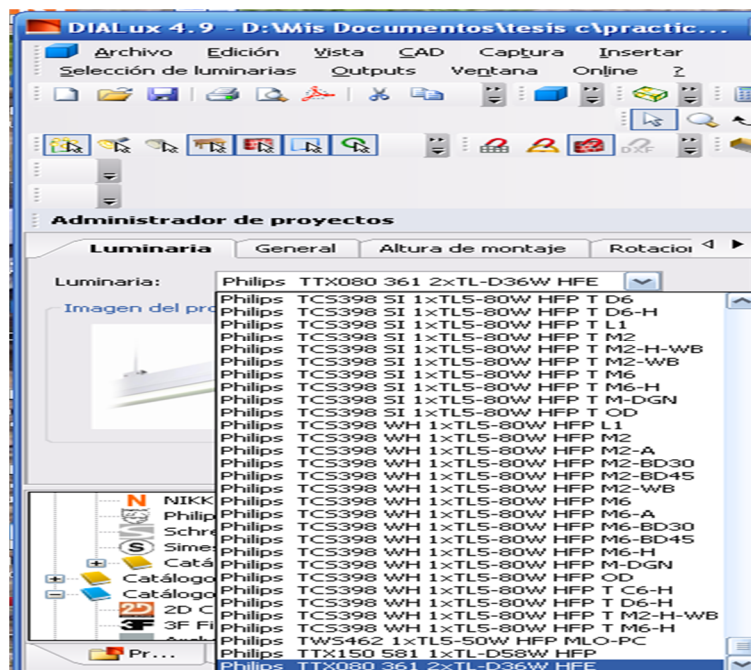 DIALux 4.9 - D:\Mis Documentos\tesis c\practic...
Archivo Edición Vista CAD Captura Insertar
Selección de luminarias Outputs Ventana Online ?
DXF
Administrador de proyectos
Luminaria General Altura de montaje Rotacion
Luminaria: Philips TTX080 361 2xTL-D36W HFE
Imagen del pro
Philips TCS398 SI 1xTL5-80W HFP T D6
Philips TCS398 SI 1xTL5-80W HFP T D6-H
Philips TCS398 SI 1xTL5-80W HFP T L1
Philips TCS398 SI 1xTL5-80W HFP T M2
Philips TCS398 SI 1xTL5-80W HFP T M2-H-WB
Philips TCS398 SI 1xTL5-80W HFP T M2-WB
Philips TCS398 SI 1xTL5-80W HFP T M6
Philips TCS398 SI 1xTL5-80W HFP T M6-H
Philips TCS398 SI 1xTL5-80W HFP T M-DGN
Philips TCS398 SI 1xTL5-80W HFP T OD
Philips TCS398 WH 1xTL5-80W HFP L1
Philips TCS398 WH 1xTL5-80W HFP M2
Philips TCS398 WH 1xTL5-80W HFP M2-A
Philips TCS398 WH 1xTL5-80W HFP M2-BD30
Philips TCS398 WH 1xTL5-80W HFP M2-BD45
Philips TCS398 WH 1xTL5-80W HFP M2-WB
Philips TCS398 WH 1xTL5-80W HFP M6
Philips TCS398 WH 1xTL5-80W HFP M6-A
Philips TCS398 WH 1xTL5-80W HFP M6-BD30
Philips TCS398 WH 1xTL5-80W HFP M6-BD45
Philips TCS398 WH 1xTL5-80W HFP M6-H
Philips TCS398 WH 1xTL5-80W HFP M-DGN
Philips TCS398 WH 1xTL5-80W HFP OD
Philips TCS398 WH 1xTL5-80W HFP T C6-H
Philips TCS398 WH 1xTL5-80W HFP T D6-H
Philips TCS398 WH 1xTL5-80W HFP T M2-H-WB
Philips TCS398 WH 1xTL5-80W HFP T M6-H
Philips TWS462 1xTL5-50W HFP MLO-PC
Philips TTX150 581 1xTL-D58W HFP
Philips TTX080 361 2xTL-D36W HFE
N NIKK
Philip
Schre
S Sime
Catá
Catálogo
Catálogo
2D 2D C
3F 3F Fi
Pr...